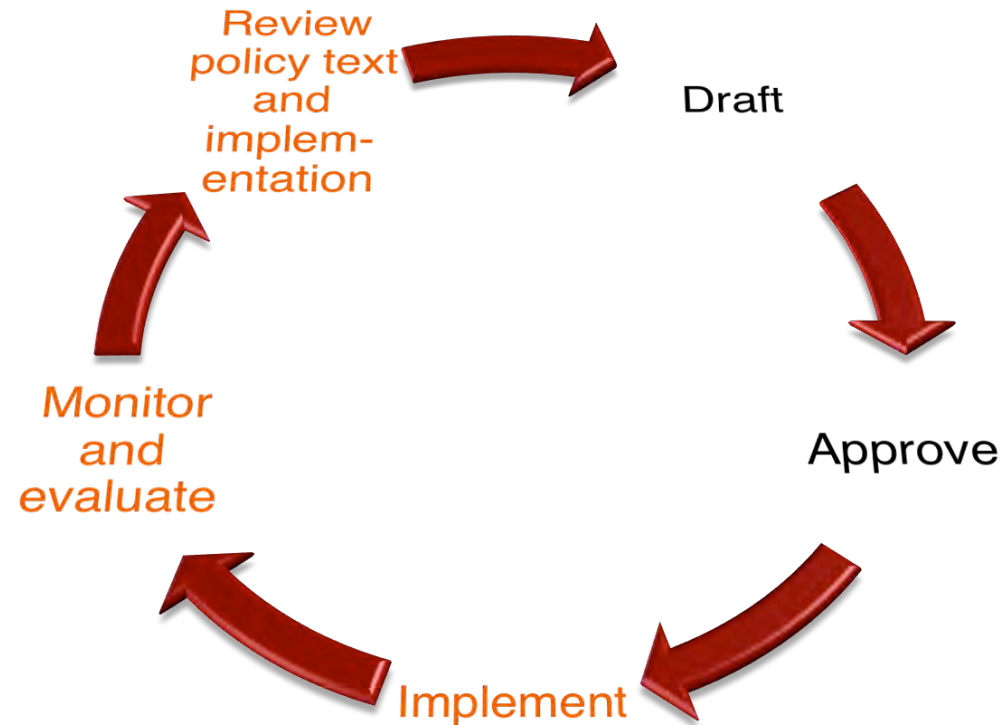 Review
policy text
and
implem-
entation
Draft
Approve
Implement
Monitor
and
evaluate